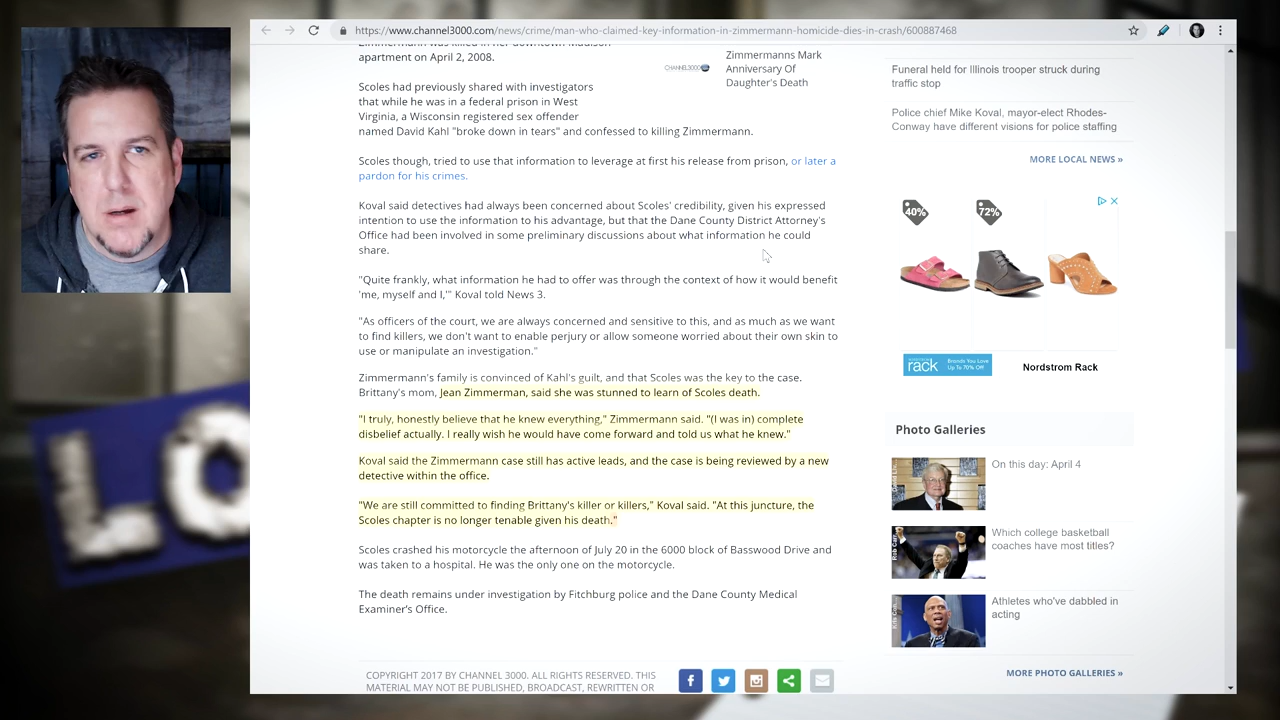 https://www.channel3000.com/news/crime/man-who-claimed-key-information-in-zimmermann-homicide-dies-in-crash/600887468
apartment on April 2, 2008.
Scoles had previously shared with investigators
that while he was in a federal prison in West
Virginia, a Wisconsin registered sex offender
named David Kahl "broke down in tears" and confessed to killing Zimmermann.
Scoles though, tried to use that information to leverage at first his release from prison, or later a
pardon for his crimes.
Koval said detectives had always been concerned about Scoles' credibility, given his expressed
intention to use the information to his advantage, but that the Dane County District Attorney's
Office had been involved in some preliminary discussions about what information he could
share.
"Quite frankly, what information he had to offer was through the context of how it would benefit
'me, myself and I,'" Koval told News 3.
"As officers of the court, we are always concerned and sensitive to this, and as much as we want
to find killers, we don't want to enable perjury or allow someone worried about their own skin to
use or manipulate an investigation."
Zimmermann's family is convinced of Kahl's guilt, and that Scoles was the key to the case.
Brittany's mom, Jean Zimmerman, said she was stunned to learn of Scoles death.
"I truly, honestly believe that he knew everything," Zimmermann said. "(I was in) complete
disbelief actually. I really wish he would have come forward and told us what he knew."
Koval said the Zimmermann case still has active leads, and the case is being reviewed by a new
detective within the office.
"We are still committed to finding Brittany's killer or killers," Koval said. "At this juncture, the
Scoles chapter is no longer tenable given his death."
Scoles crashed his motorcycle the afternoon of July 20 in the 6000 block of Basswood Drive and
was taken to a hospital. He was the only one on the motorcycle.
The death remains under investigation by Fitchburg police and the Dane County Medical
Examiner's Office.
COPYRIGHT 2017 BY CHANNEL 3000. ALL RIGHTS RESERVED. THIS
MATERIAL MAY NOT BE PUBLISHED, BROADCAST, REWRITTEN OR
CHANNEL3000
Zimmermanns Mark
Anniversary Of
Daughter's Death
Funeral held for Illinois trooper struck during
traffic stop
Police chief Mike Koval, mayor-elect Rhodes-
Conway have different visions for police staffing
MORE LOCAL NEWS »
40%
72%
rack
Brands You Love
Up To 70% Off
Nordstrom Rack
Photo Galleries
On this day: April 4
Which college basketball
coaches have most titles?
Athletes who've dabbled in
acting
MORE PHOTO GALLERIES »
LO